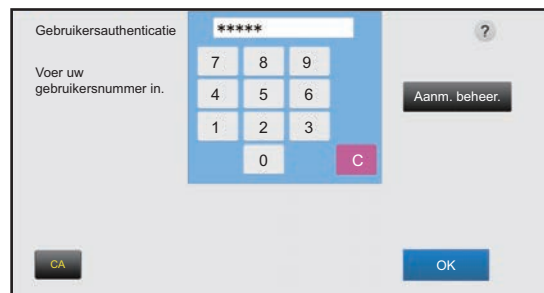 Gebruikersauthenticatie
*****
?
Voer uw
gebruikersnummer in.
7 8 9
4 5 6
1 2 3
0 C
Aanm. beheer.
CA
OK